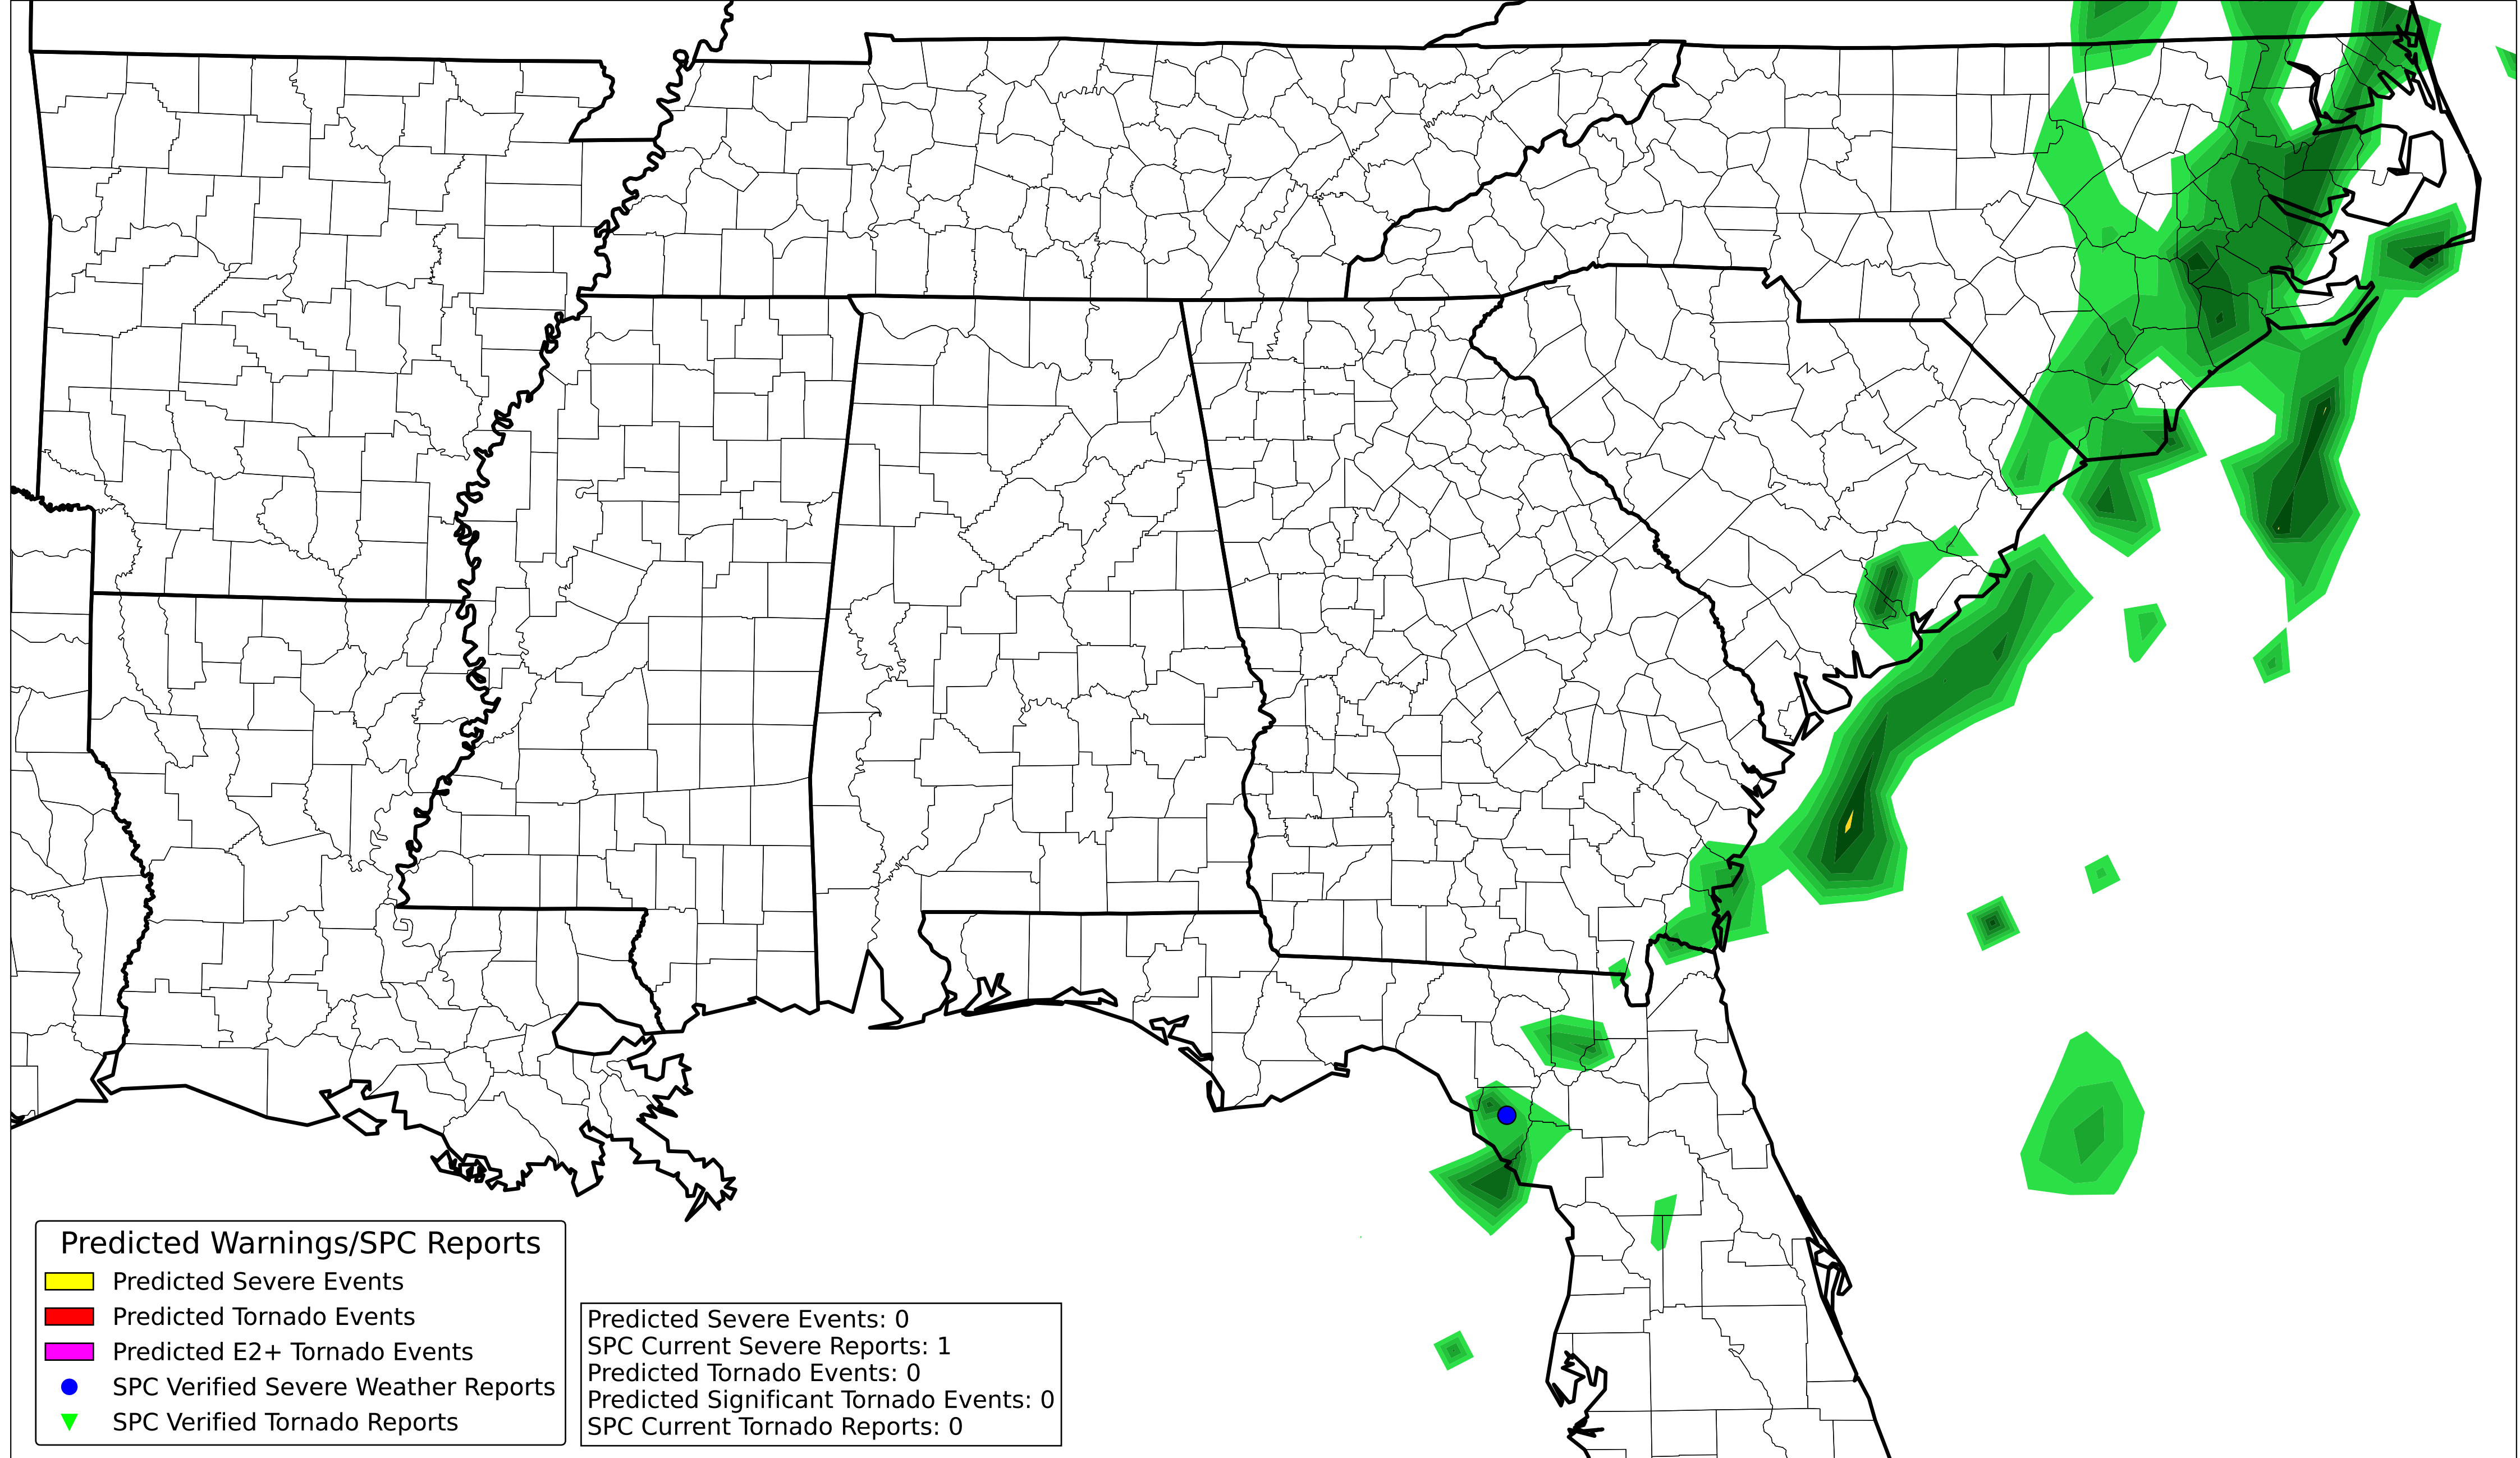 Predicted Warnings/SPC Reports
Predicted Severe Events
Predicted Tornado Events
Predicted E2+ Tornado Events
SPC Verified Severe Weather Reports
SPC Verified Tornado Reports
Predicted Severe Events: 0
SPC Current Severe Reports: 1
Predicted Tornado Events: 0
Predicted Significant Tornado Events: 0
SPC Current Tornado Reports: 0